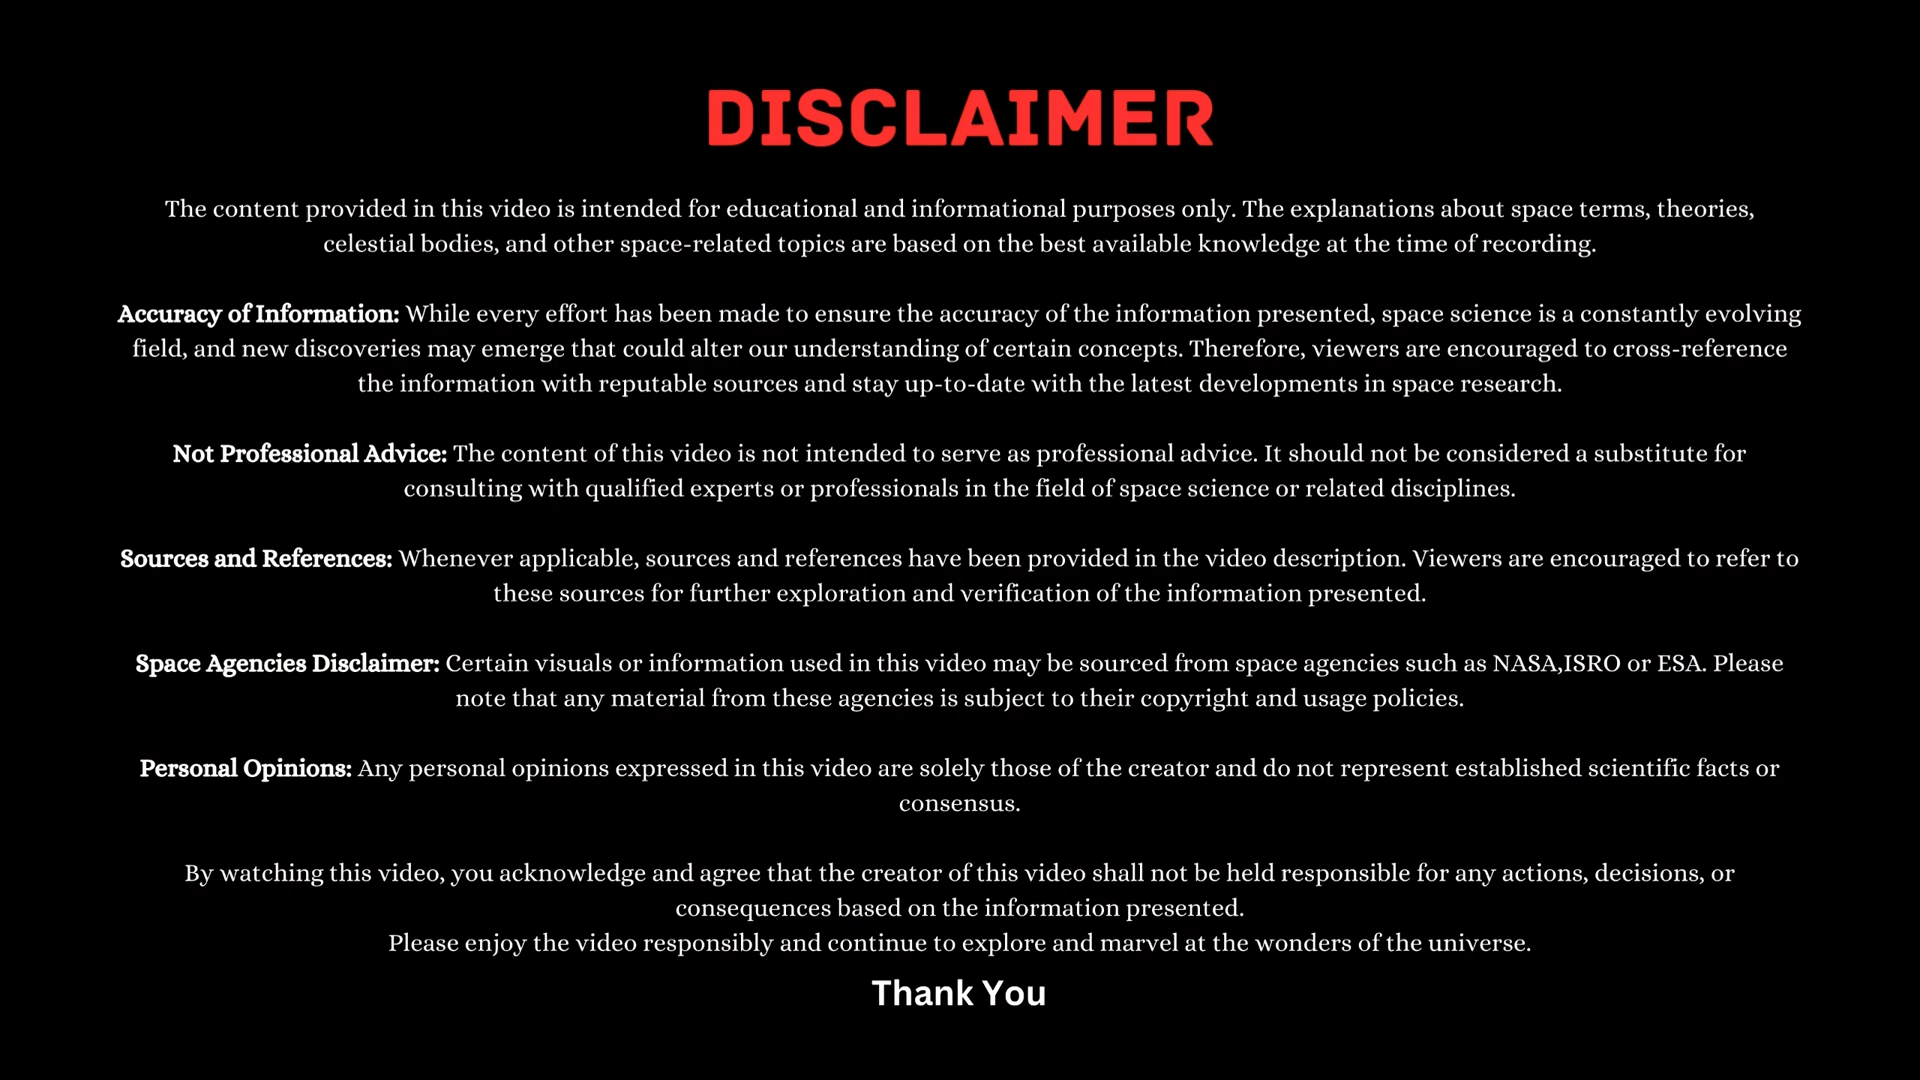 DISCLAIMER
The content provided in this video is intended for educational and informational purposes only. The explanations about space terms, theories,
celestial bodies, and other space-related topics are based on the best available knowledge at the time of recording.
Accuracy of Information: While every effort has been made to ensure the accuracy of the information presented, space science is a constantly evolving
field, and new discoveries may emerge that could alter our understanding of certain concepts. Therefore, viewers are encouraged to cross-reference
the information with reputable sources and stay up-to-date with the latest developments in space research.
Not Professional Advice: The content of this video is not intended to serve as professional advice. It should not be considered a substitute for
consulting with qualified experts or professionals in the field of space science or related disciplines.
Sources and References: Whenever applicable, sources and references have been provided in the video description. Viewers are encouraged to refer to
these sources for further exploration and verification of the information presented.
Space Agencies Disclaimer: Certain visuals or information used in this video may be sourced from space agencies such as NASA,ISRO or ESA. Please
note that any material from these agencies is subject to their copyright and usage policies.
Personal Opinions: Any personal opinions expressed in this video are solely those of the creator and do not represent established scientific facts or
consensus.
By watching this video, you acknowledge and agree that the creator of this video shall not be held responsible for any actions, decisions, or
consequences based on the information presented.
Please enjoy the video responsibly and continue to explore and marvel at the wonders of the universe.
Thank You